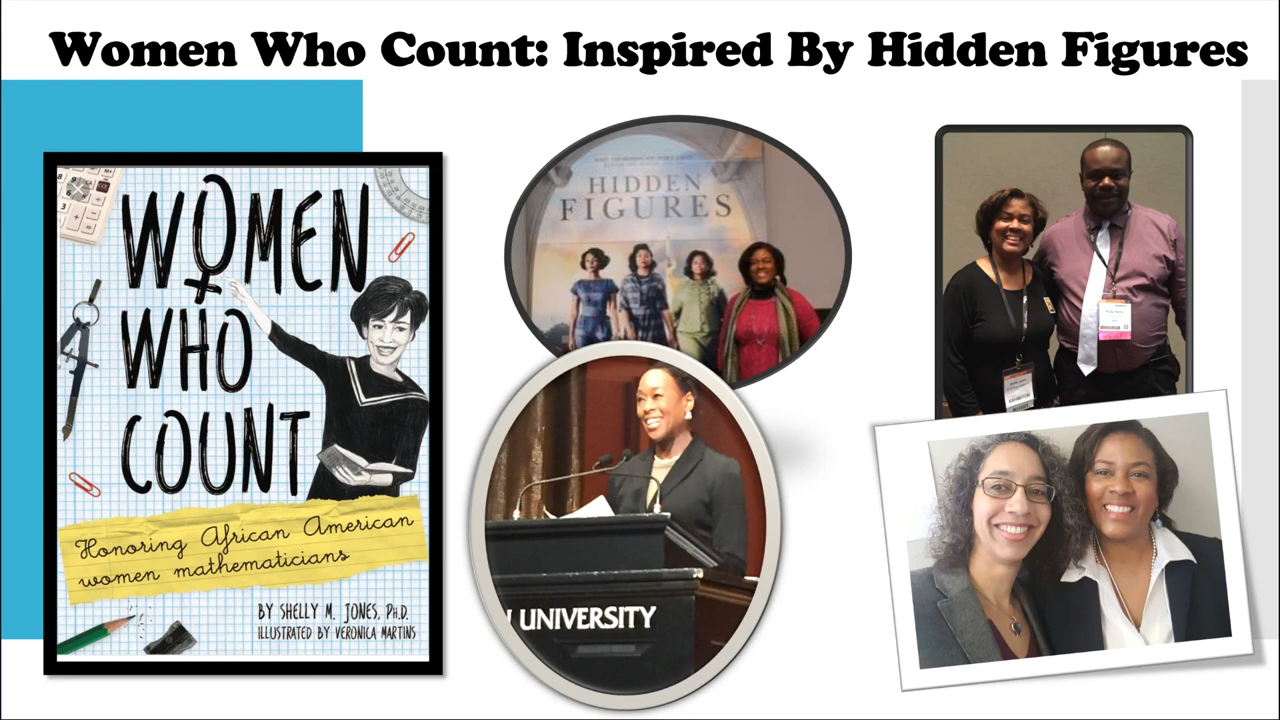 Women Who Count: Inspired By Hidden Figures
WOMEN
WHO
COUNT
Honoring African American
women mathematicians
BY SHELLY M. JONES, Ph.D.
ILLUSTRATED BY VERONICA MARTINS
HIDDEN
FIGURES
UNIVERSITY
EXHIBITOR